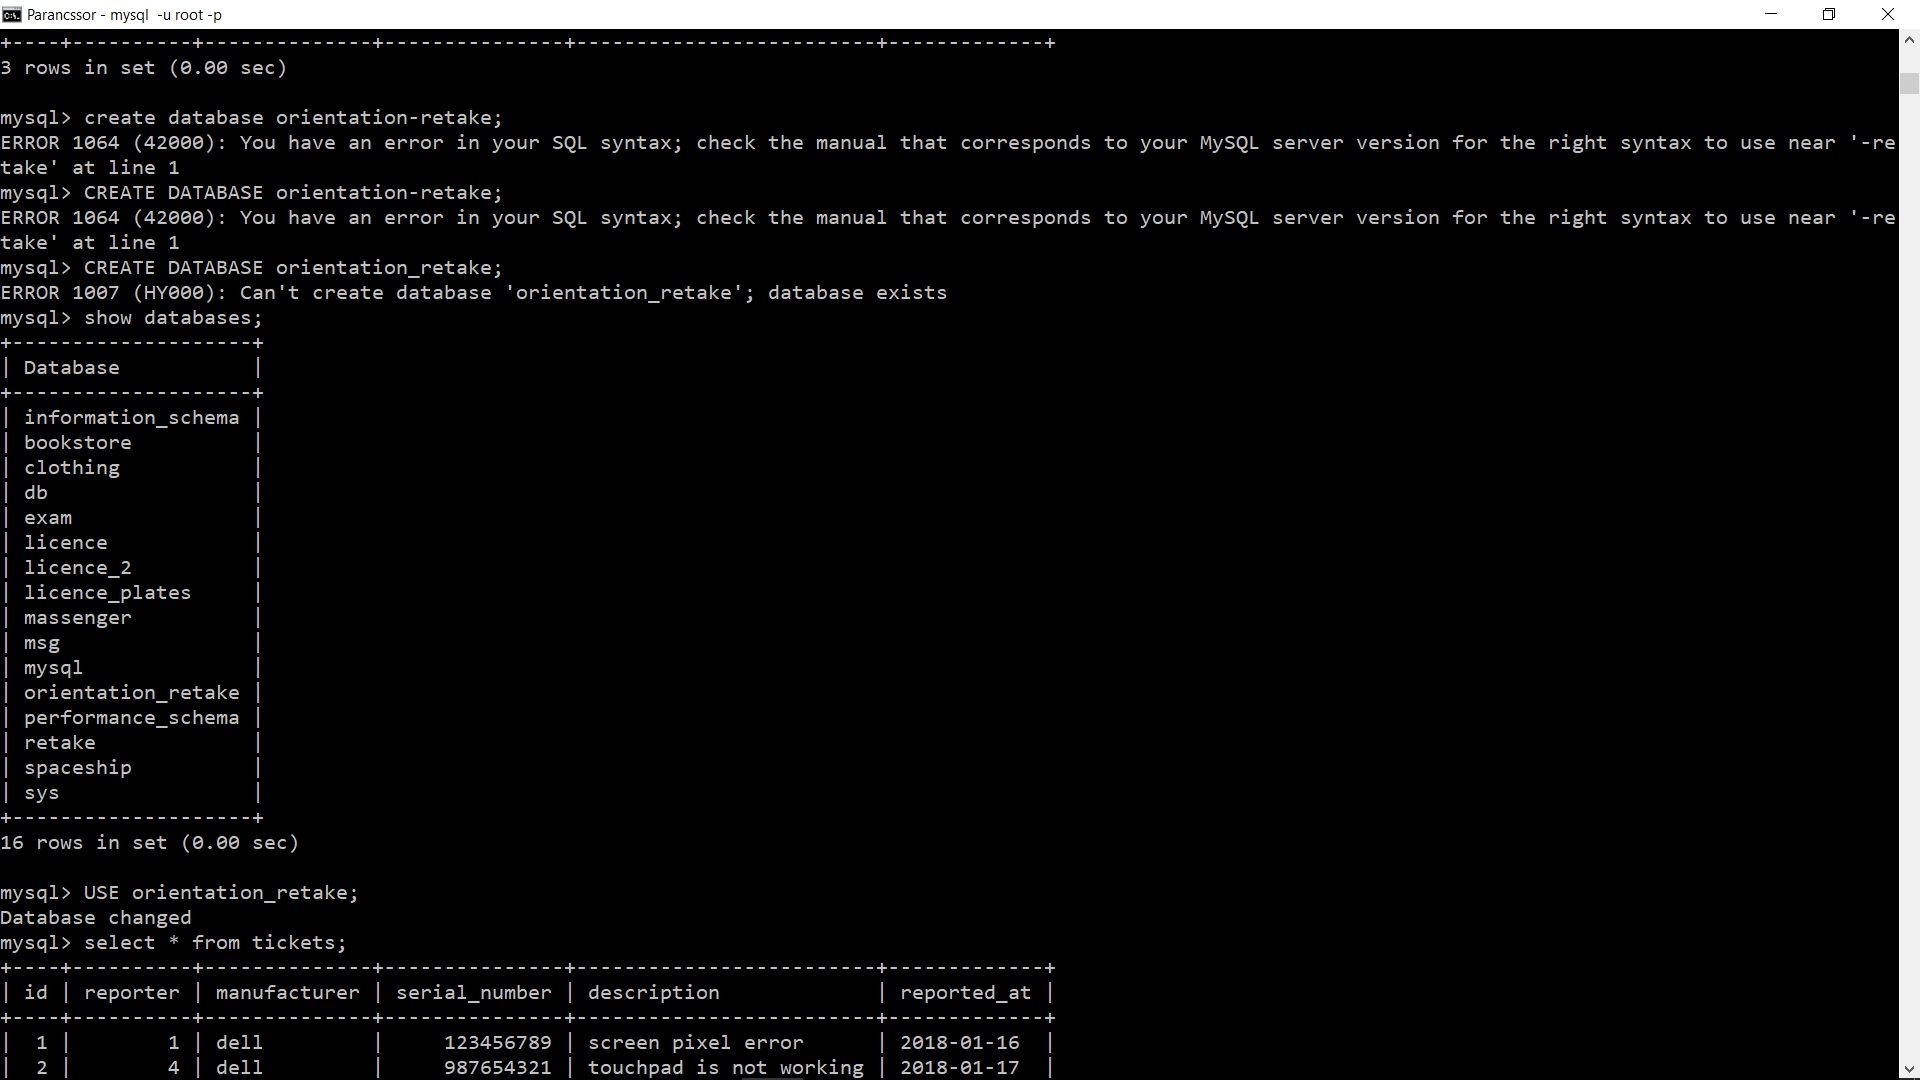 Parancssor - mysql  -u root -p
+----+----------+--------------+---------------+-------------------------+-------------+
3 rows in set (0.00 sec)
mysql> create database orientation-retake;
ERROR 1064 (42000): You have an error in your SQL syntax; check the manual that corresponds to your MySQL server version for the right syntax to use near '-re
take' at line 1
mysql> CREATE DATABASE orientation-retake;
ERROR 1064 (42000): You have an error in your SQL syntax; check the manual that corresponds to your MySQL server version for the right syntax to use near '-re
take' at line 1
mysql> CREATE DATABASE orientation_retake;
ERROR 1007 (HY000): Can't create database 'orientation_retake'; database exists
mysql> show databases;
+--------------------+
| Database           |
+--------------------+
| information_schema |
| bookstore          |
| clothing           |
| db                 |
| exam               |
| licence            |
| licence_2          |
| licence_plates     |
| massenger          |
| msg                |
| mysql              |
| orientation_retake |
| performance_schema |
| retake             |
| spaceship          |
| sys                |
+--------------------+
16 rows in set (0.00 sec)
mysql> USE orientation_retake;
Database changed
mysql> select * from tickets;
+----+----------+--------------+---------------+-------------------------+-------------+
| id | reporter | manufacturer | serial_number | description             | reported_at |
+----+----------+--------------+---------------+-------------------------+-------------+
|  1 |        1 | dell         |     123456789 | screen pixel error      | 2018-01-16  |
|  2 |        4 | dell         |     987654321 | touchpad is not working | 2018-01-17  |